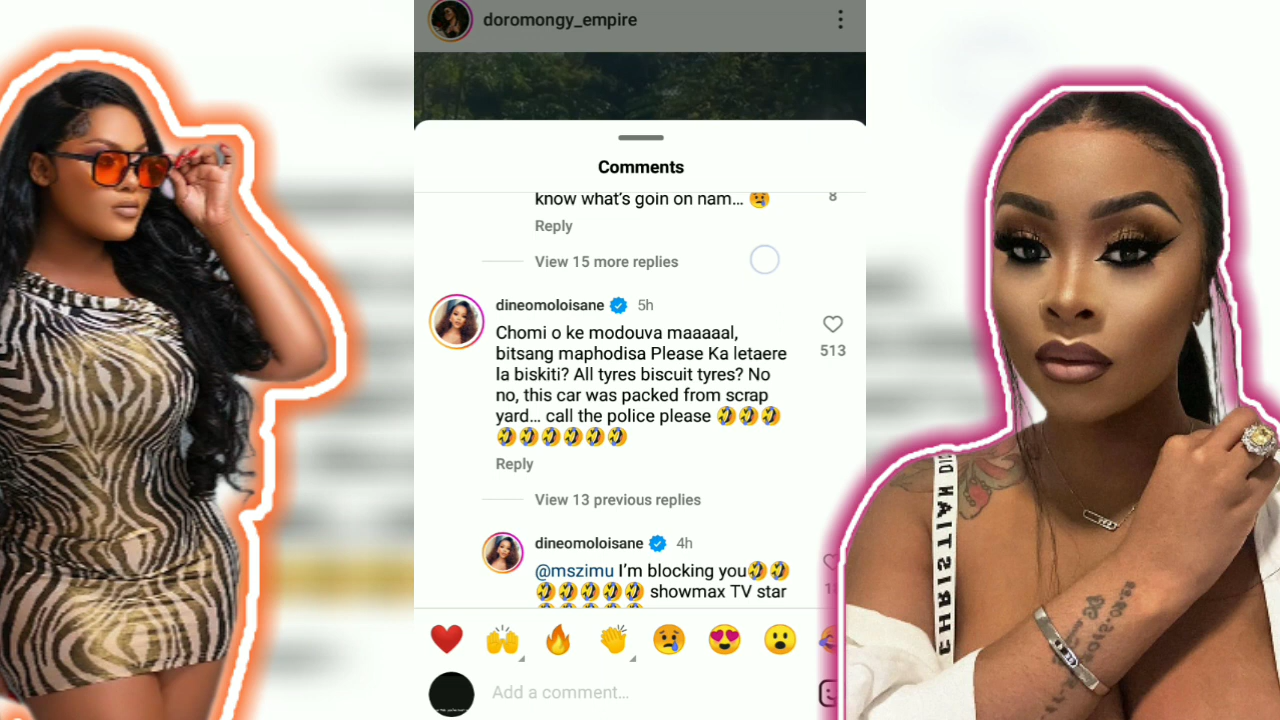 doromongy_empire
Comments
know what's goin on nam... 😢
8
Reply
View 15 more replies
dineomoloisane 5h
Chomi o ke modouva maaaal,
bitsang maphodisa Please Ka letaere
la biskiti? All tyres biscuit tyres? No
no, this car was packed from scrap
yard... call the police please 🤣🤣🤣
🤣🤣🤣🤣🤣🤣
513
Reply
View 13 previous replies
dineomoloisane 4h
@mszimu I'm blocking you🤣🤣
🤣🤣🤣🤣🤣 showmax TV star
Add a comment...
CHRISTIAN DIO